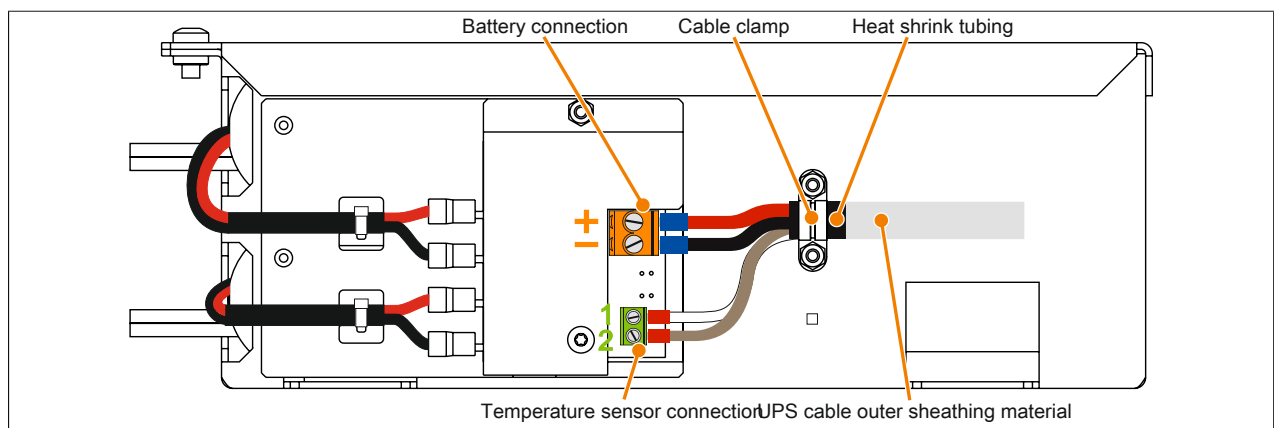 Battery connection
Cable clamp
Heat shrink tubing
+
−
1
2
Temperature sensor connection
UPS cable outer sheathing material